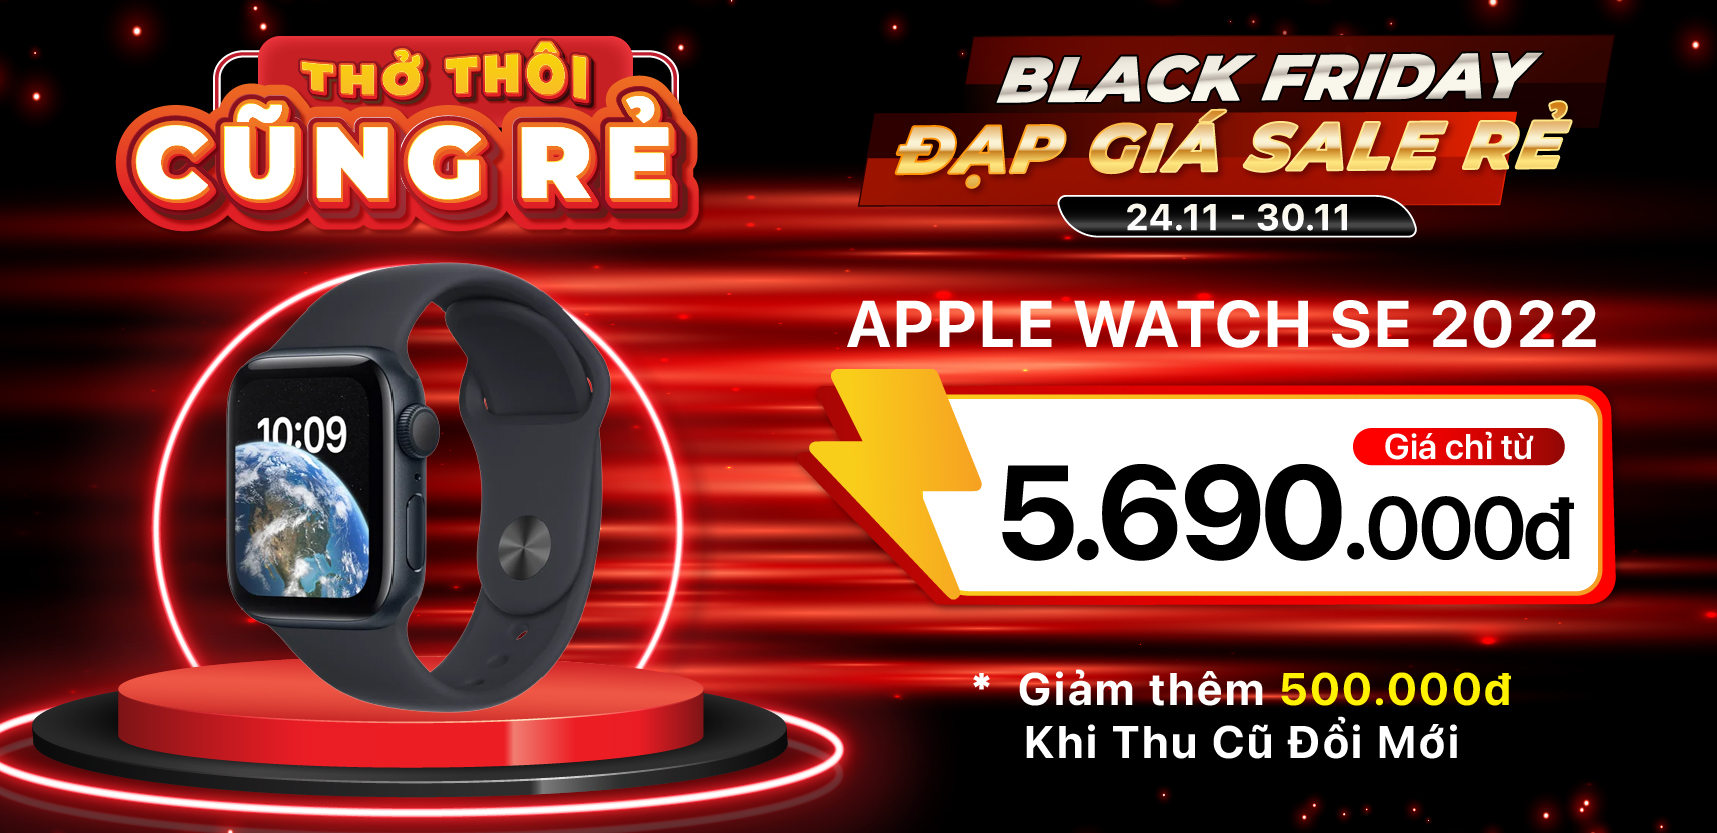 THỞ THÔI
CŨNG RẺ
BLACK FRIDAY
ĐẠP GIÁ SALE RẺ
24.11 - 30.11
APPLE WATCH SE 2022
Giá chỉ từ
5.690.000đ
10:09
* Giảm thêm 500.000đ
Khi Thu Cũ Đổi Mới